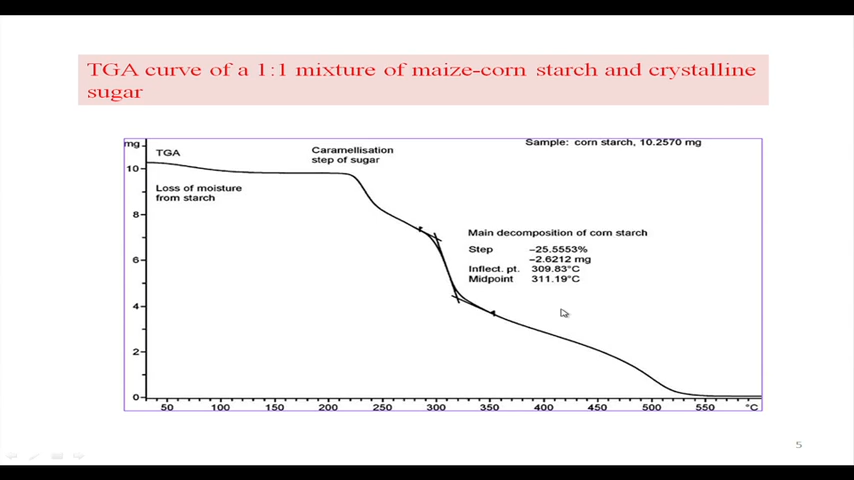 TGA curve of a 1:1 mixture of maize-corn starch and crystalline
sugar
mg
TGA
Caramellisation
step of sugar
Sample: corn starch, 10.2570 mg
10
Loss of moisture
from starch
8
Main decomposition of corn starch
Step −25.5553%
−2.6212 mg
6
Inflect. pt. 309.83°C
Midpoint 311.19°C
4
2
0
50 100 150 200 250 300 350 400 450 500 550 °C
5